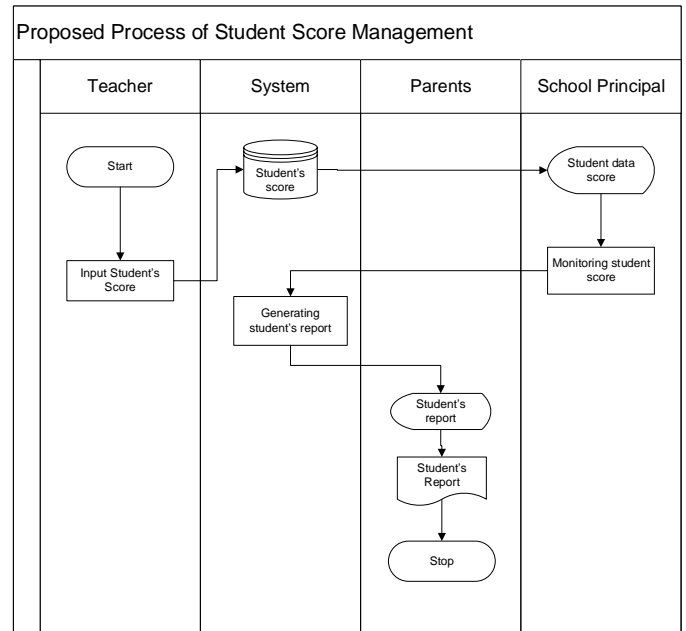 Proposed Process of Student Score Management
Teacher
System
Parents
School Principal
Start
Student's
score
Student data
score
Input Student's
Score
Monitoring student
score
Generating
student's report
Student's
report
Student's
Report
Stop